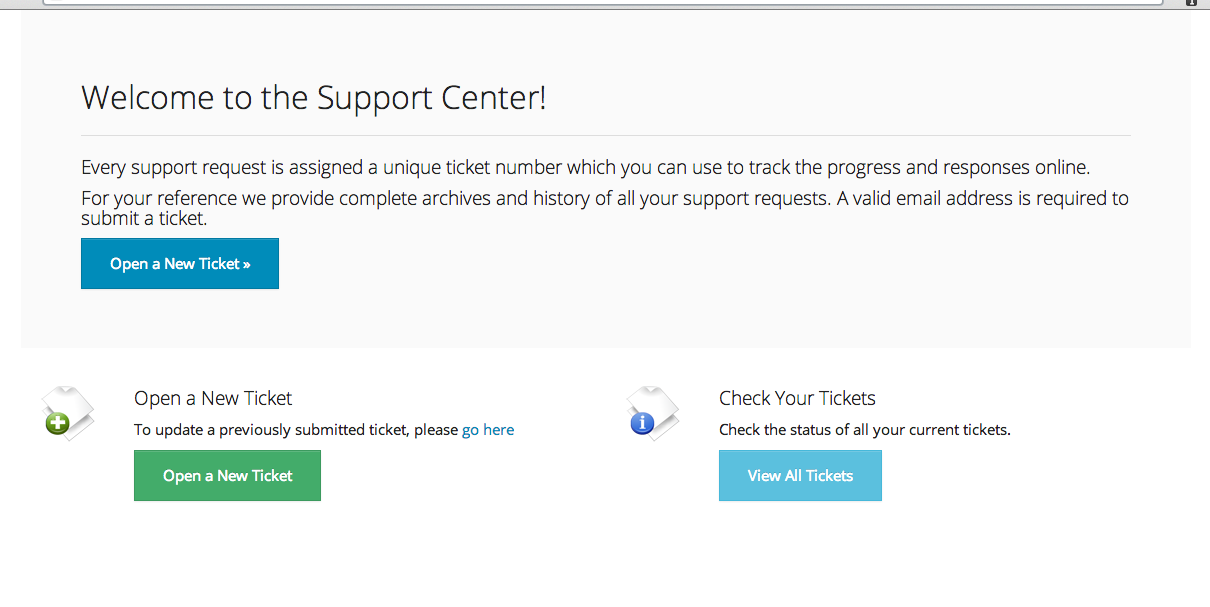 Welcome to the Support Center!
Every support request is assigned a unique ticket number which you can use to track the progress and responses online.
For your reference we provide complete archives and history of all your support requests. A valid email address is required to
submit a ticket.
Open a New Ticket »
Open a New Ticket
To update a previously submitted ticket, please go here
Open a New Ticket
Check Your Tickets
Check the status of all your current tickets.
View All Tickets